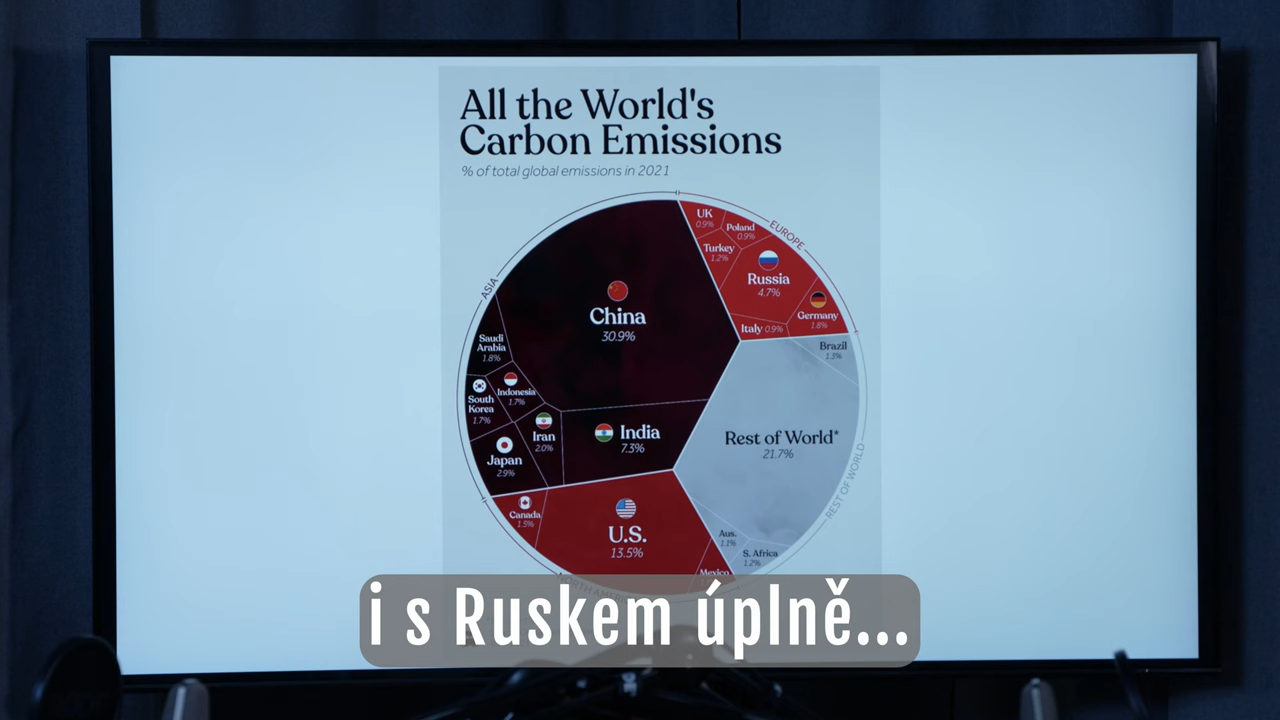 All the World's
Carbon Emissions
% of total global emissions in 2021
ASIA
EUROPE
UK
0.9%
Poland
0.9%
Turkey
1.2%
Russia
4.7%
Germany
1.8%
Italy 0.9%
China
30.9%
Saudi
Arabia
1.8%
Indonesia
1.7%
South
Korea
1.7%
Iran
2.0%
Japan
2.9%
India
7.3%
Brazil
1.3%
Rest of World*
21.7%
REST OF WORLD
Canada
1.5%
U.S.
13.5%
Aus.
1.1%
S. Africa
1.2%
Mexico
i s Ruskem úplně...